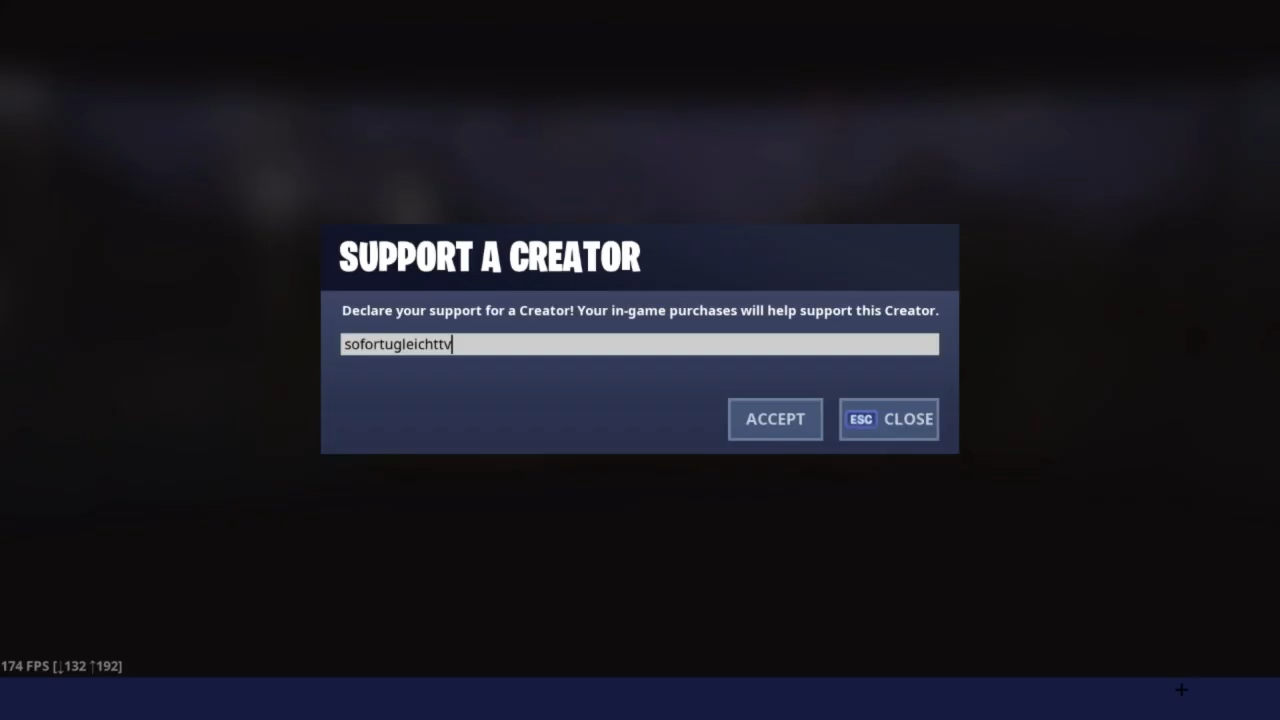 SUPPORT A CREATOR
Declare your support for a Creator! Your in-game purchases will help support this Creator.
sofortugleichttv
ACCEPT
ESC CLOSE
174 FPS [↓132 ↑192]